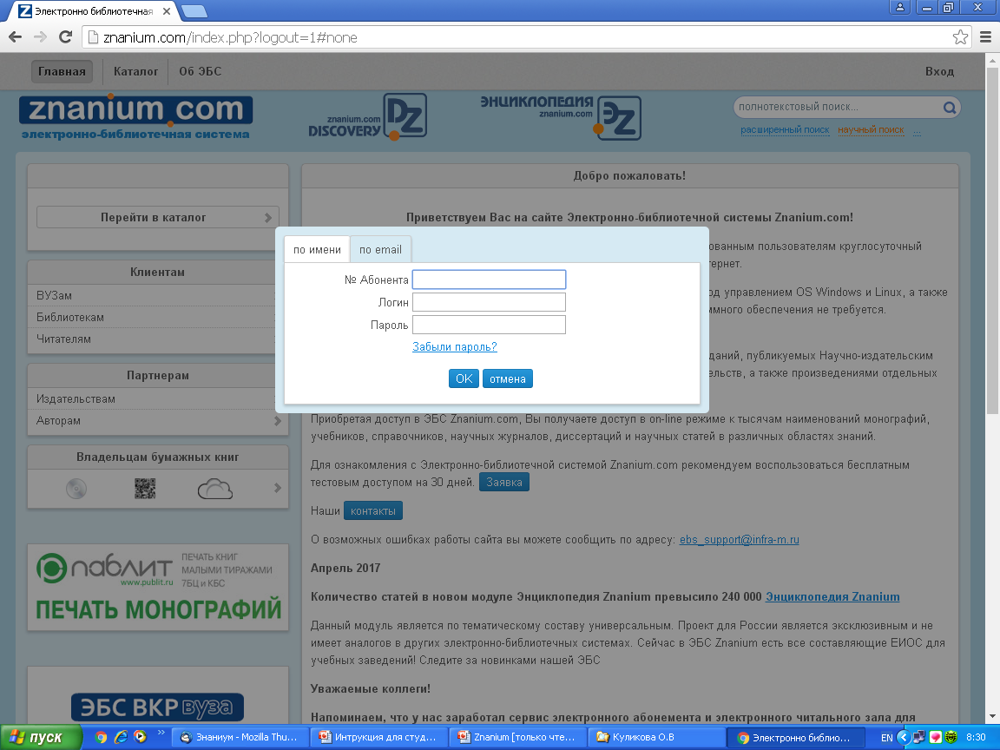 Электронно библиотечная
znanium.com/index.php?logout=1#none
Главная
Каталог
Об ЭБС
Вход
znanium.com
электронно-библиотечная система
znanium.com
DISCOVERY
Dz
ЭНЦИКЛОПЕДИЯ
znanium.com
Эz
полнотекстовый поиск...
расширенный поиск научный поиск ...
Перейти в каталог
Клиентам
ВУЗам
Библиотекам
Читателям
Партнерам
Издательствам
Авторам
Владельцам бумажных книг
паблит
www.publit.ru
ПЕЧАТЬ КНИГ
МАЛЫМИ ТИРАЖАМИ
7БЦ и КБС
ПЕЧАТЬ МОНОГРАФИЙ
ЭБС ВКР вуза
Добро пожаловать!
Приветствуем Вас на сайте Электронно-библиотечной системы Znanium.com!
ованным пользователям круглосуточный
тернет.
од управлением OS Windows и Linux, а также
ммного обеспечения не требуется.
даний, публикуемых Научно-издательским
ельств, а также произведениями отдельных
по имени
по email
№ Абонента
Логин
Пароль
Забыли пароль?
OK
отмена
Приобретая доступ в ЭБС Znanium.com, Вы получаете доступ в on-line режиме к тысячам наименований монографий,
учебников, справочников, научных журналов, диссертаций и научных статей в различных областях знаний.
Для ознакомления с Электронно-библиотечной системой Znanium.com рекомендуем воспользоваться бесплатным
тестовым доступом на 30 дней. Заявка
Наши контакты
О возможных ошибках работы сайта вы можете сообщить по адресу: ebs_support@infra-m.ru
Апрель 2017
Количество статей в новом модуле Энциклопедия Znanium превысило 240 000 Энциклопедия Znanium
Данный модуль является по тематическому составу универсальным. Проект для России является эксклюзивным и не
имеет аналогов в других электронно-библиотечных системах. Сейчас в ЭБС Znanium есть все составляющие ЕИОС для
учебных заведений! Следите за новинками нашей ЭБС
Уважаемые коллеги!
Напоминаем, что у нас заработал сервис электронного абонемента и электронного читального зала для
пуск
Знаниум - Mozilla Thu...
Интрукция для студ...
Znanium [только чте...
Куликова О.В
Электронно библио...
EN
8:30